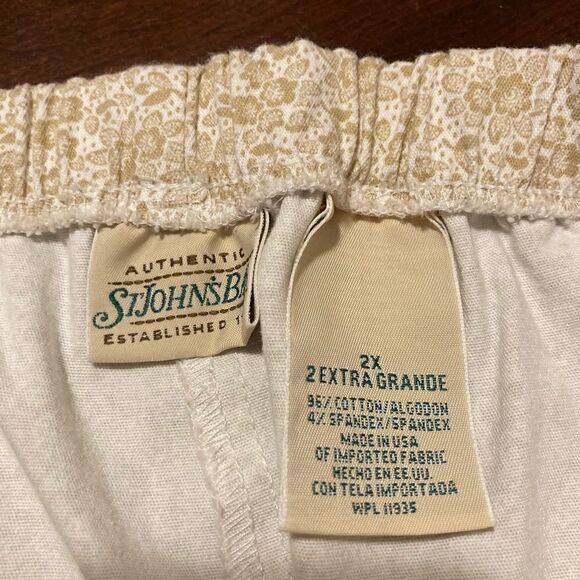 AUTHENTIC
ST JOHN'S BA
ESTABLISHED 1
2X
2 EXTRA GRANDE
96% COTTON/ALGODON
4% SPANDEX/SPANDEX
MADE IN USA
OF IMPORTED FABRIC
HECHO EN EE.UU.
CON TELA IMPORTADA
WPL 11935